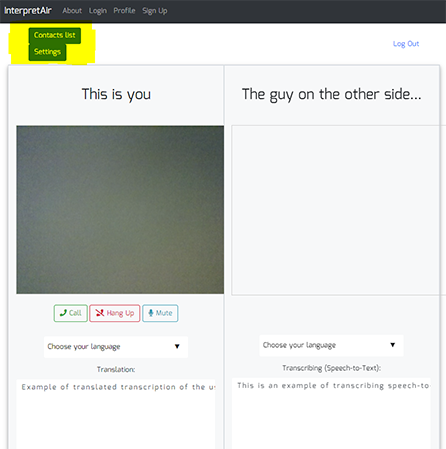 InterpretAir About Login Profile Sign Up
Contacts list
Settings
Log Out
This is you
The guy on the other side...
Call Hang Up Mute
Choose your language
Choose your language
Translation:
Transcribing (Speech-to-Text):
Example of translated transcription of the us
This is an example of transcribing speech-to